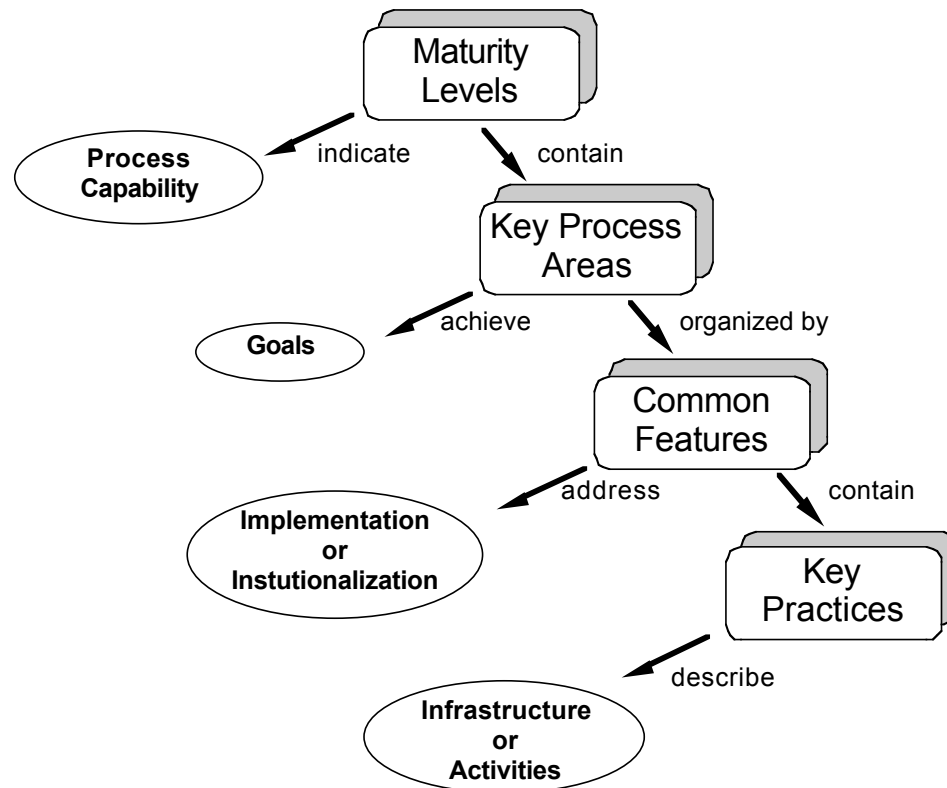 Maturity
Levels
indicate
contain
Process
Capability
Key Process
Areas
achieve
organized by
Goals
Common
Features
address
contain
Implementation
or
Instutionalization
Key
Practices
describe
Infrastructure
or
Activities